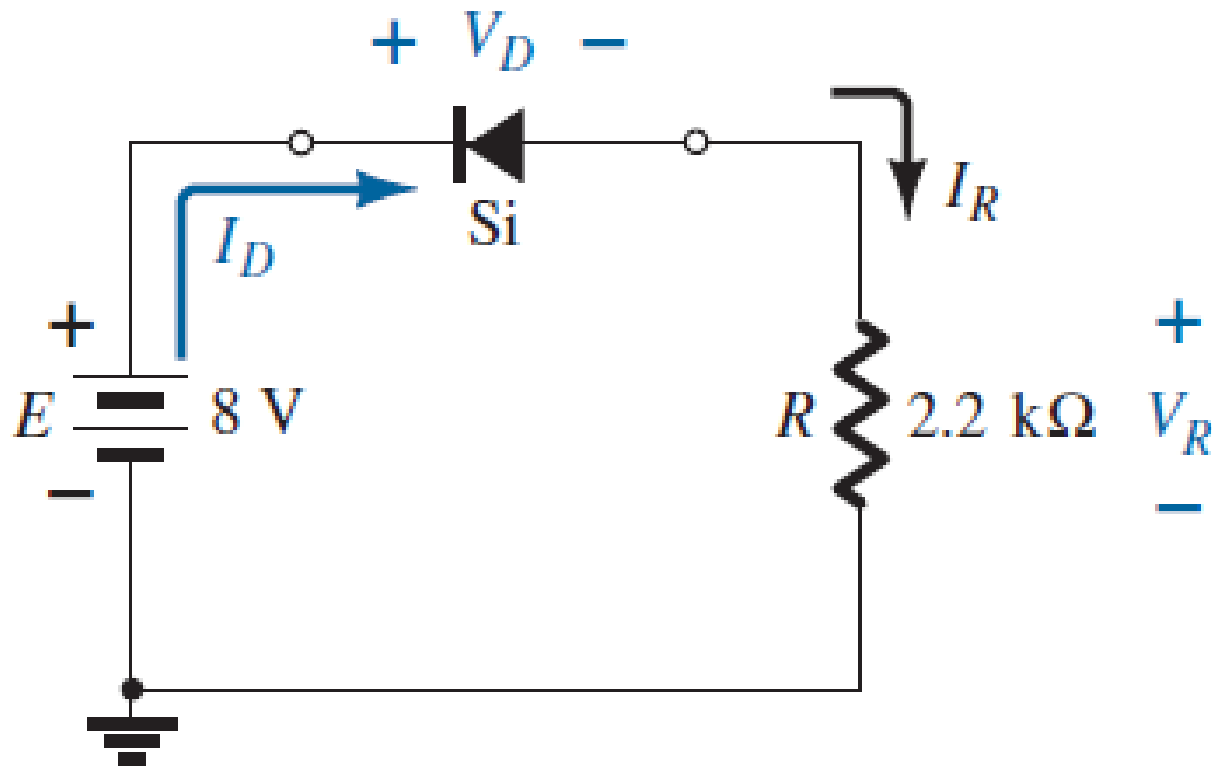 + V_D −
I_R
Si
I_D
+
+
E 8 V
R 2.2 kΩ V_R
−
−